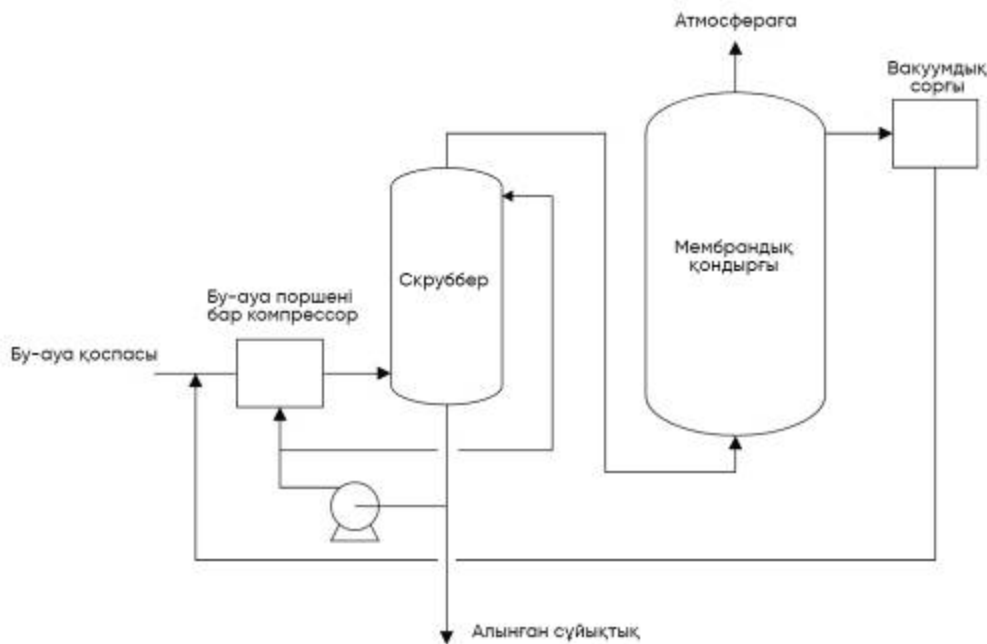 Атмосфераға
Вакуумдық
сорғы
Мембрандық
қондырғы
Скруббер
Бу-ауа поршені
бар компрессор
Бу-ауа қоспасы
Алынған сұйықтық